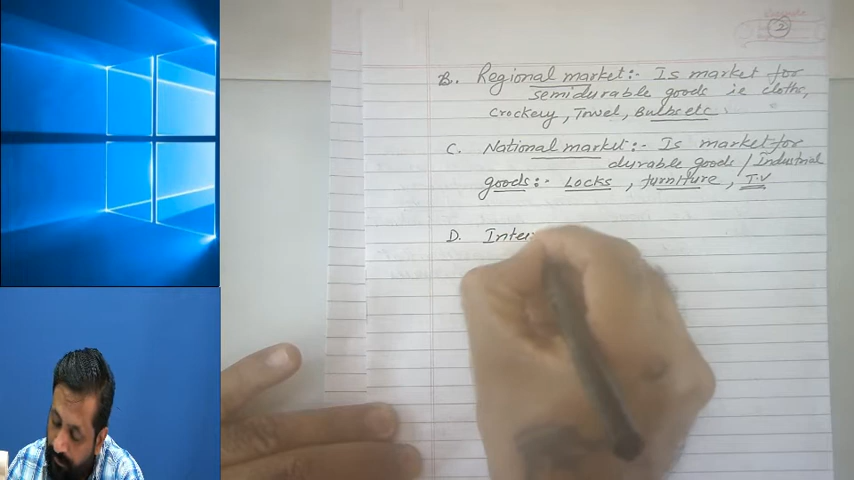 2
B. Regional market:- Is market for
semidurable goods ie cloths,
crockery, Towel, Bulbs etc
C. National market:- Is market for
durable goods / Industrial
goods:- Locks, furniture, T.V
D. Inter